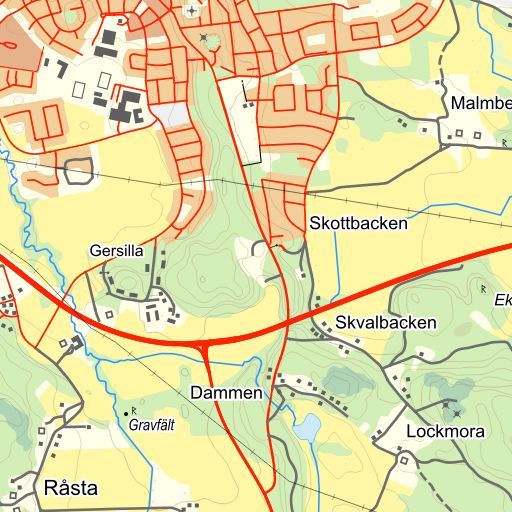 Malmbe
Skottbacken
Gersilla
Ek
Skvalbacken
Dammen
Gravfält
Lockmora
Råsta